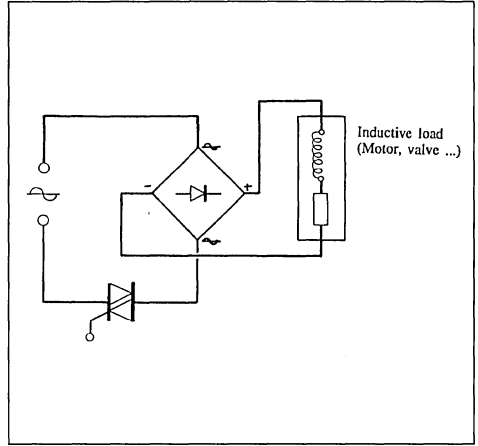 -
+
Inductive load
(Motor, valve ...)